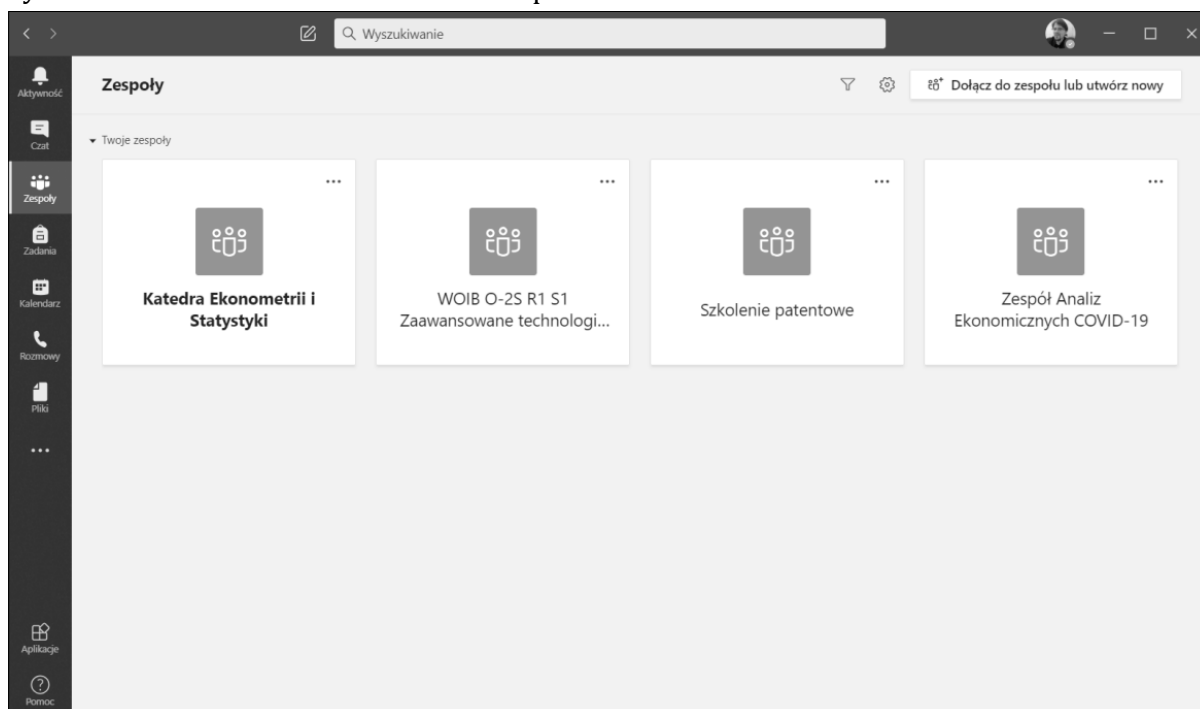 Wyszukiwanie
Aktywność
Czat
Zespoły
Zadania
Kalendarz
Rozmowy
Pliki
Aplikacje
Pomoc
Zespoły
Dołącz do zespołu lub utwórz nowy
Twoje zespoły
Katedra Ekonometrii i
Statystyki
WOIB O-2S R1 S1
Zaawansowane technologi...
Szkolenie patentowe
Zespół Analiz
Ekonomicznych COVID-19